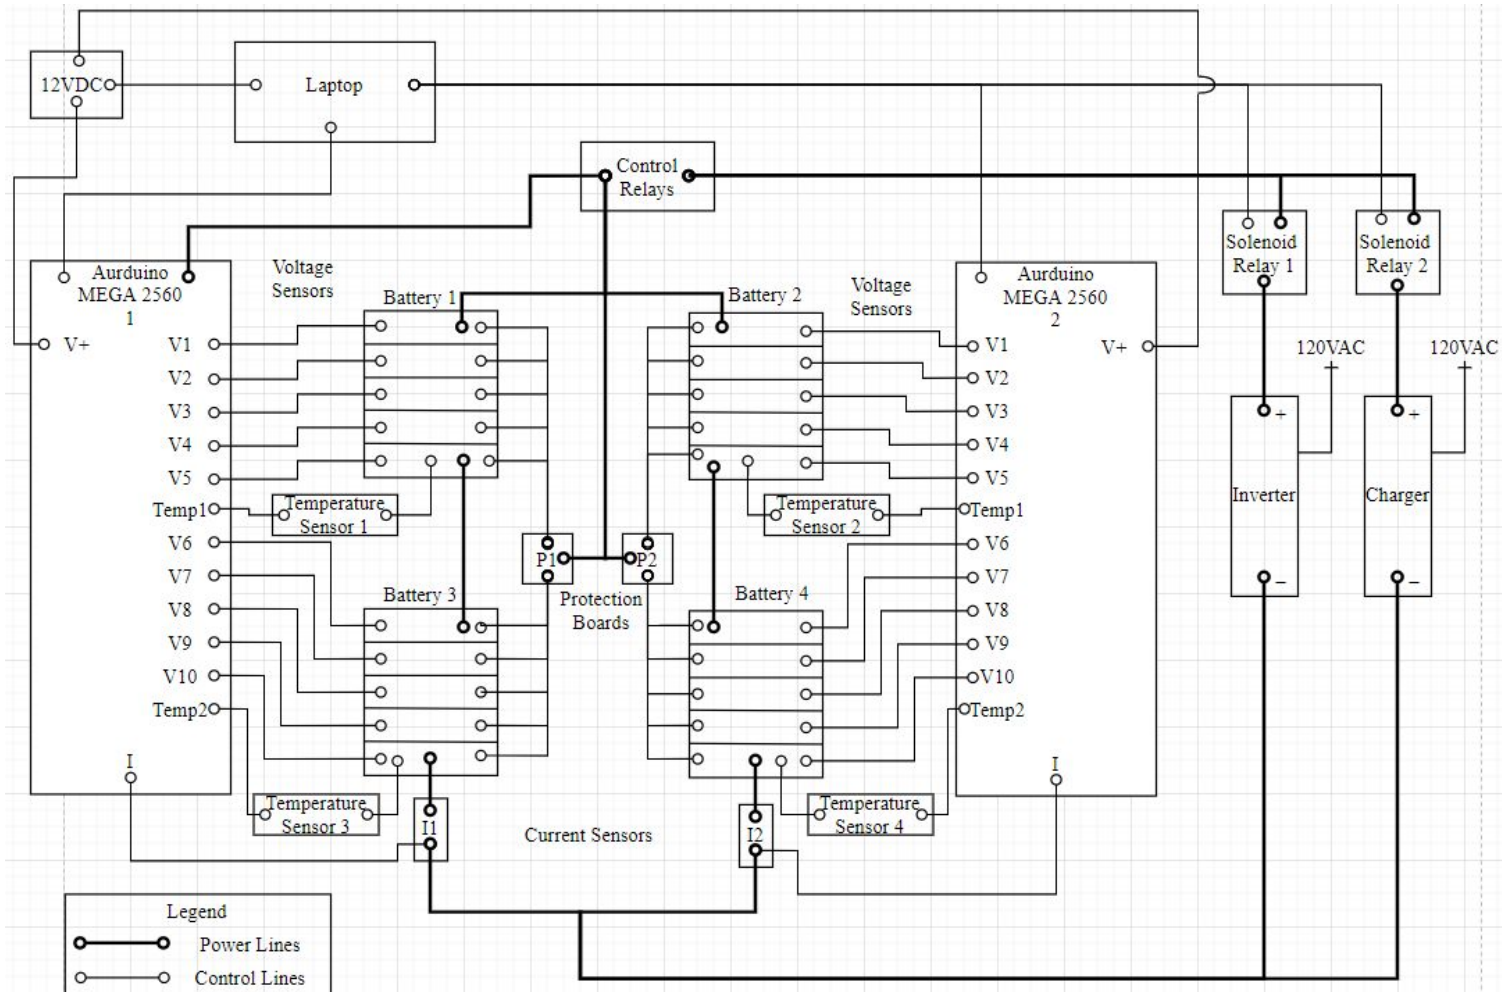 12VDC
Laptop
Control
Relays
Solenoid
Relay 1
Solenoid
Relay 2
Aurduino
MEGA 2560
1
V+
V1
V2
V3
V4
V5
Temp1
V6
V7
V8
V9
V10
Temp2
I
Voltage
Sensors
Battery 1
Battery 2
Voltage
Sensors
Aurduino
MEGA 2560
2
V+
V1
V2
V3
V4
V5
Temp1
V6
V7
V8
V9
V10
Temp2
I
120VAC
120VAC
+
+
Inverter
Charger
−
−
Temperature
Sensor 1
Temperature
Sensor 2
P1
P2
Protection
Boards
Battery 3
Battery 4
Temperature
Sensor 3
Temperature
Sensor 4
I1
Current Sensors
I2
Legend
Power Lines
Control Lines